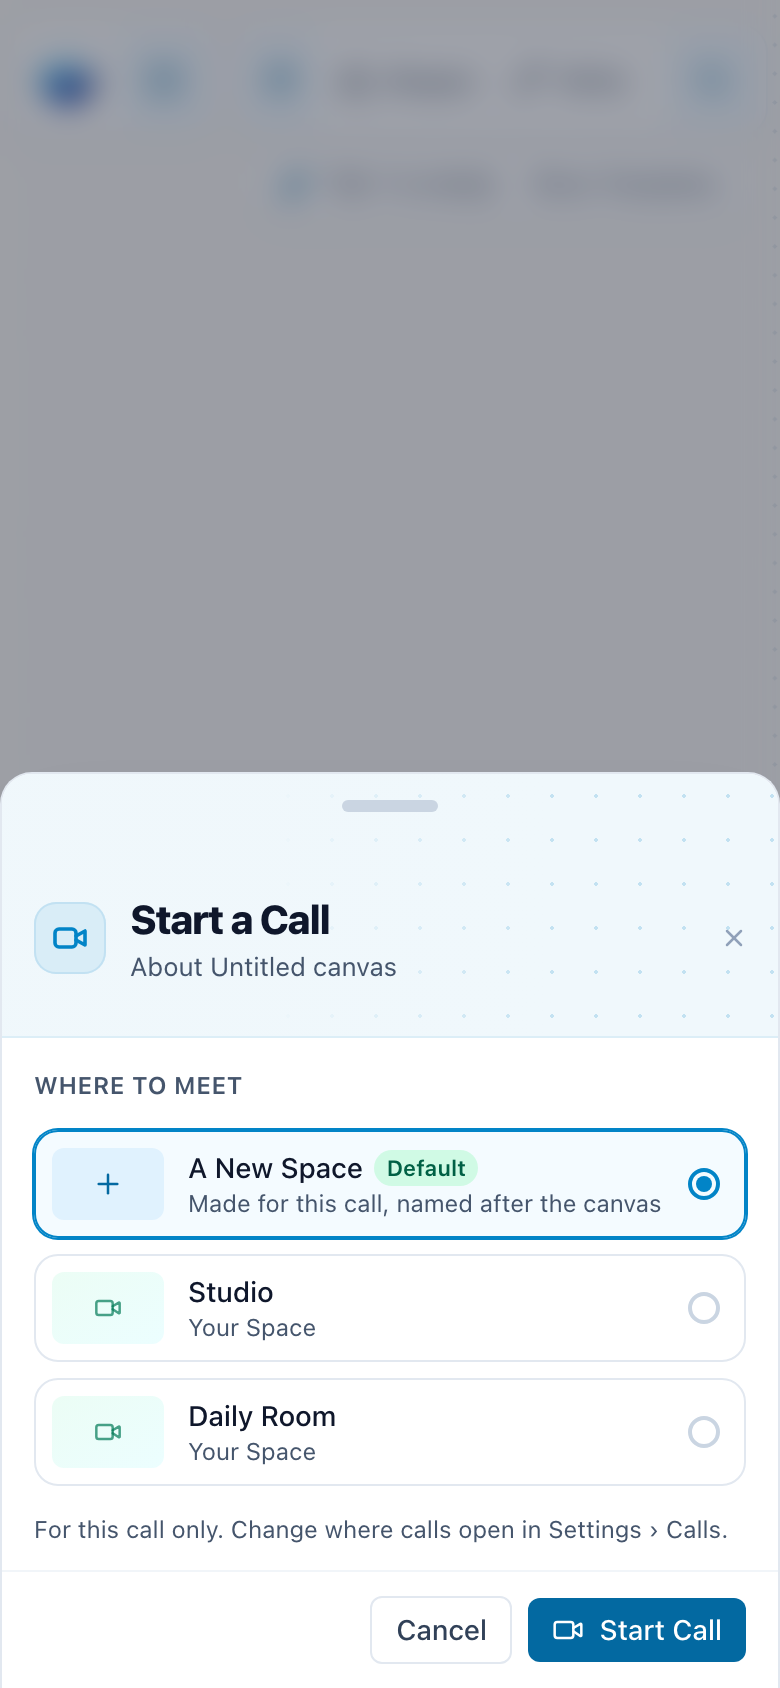 Start a Call
About Untitled canvas
WHERE TO MEET
A New Space Default
Made for this call, named after the canvas
Studio
Your Space
Daily Room
Your Space
For this call only. Change where calls open in Settings › Calls.
Cancel
Start Call